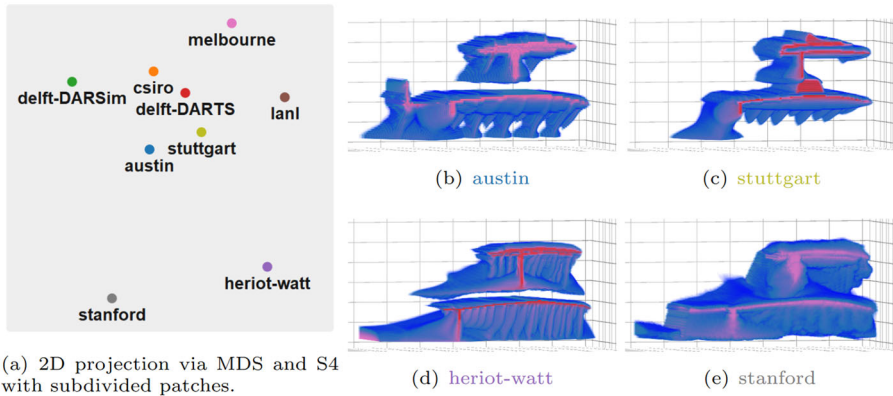 melbourne
csiro
delft-DARSim
delft-DARTS
lanl
stuttgart
austin
heriot-watt
stanford
(a) 2D projection via MDS and S4
with subdivided patches.
(b) austin
(c) stuttgart
(d) heriot-watt
(e) stanford